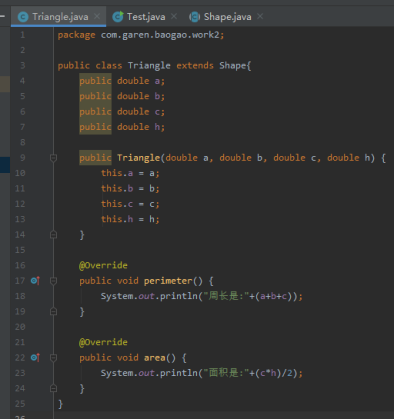 Triangle.java × Test.java × Shape.java ×
1 package com.garen.baogao.work2;
2
3 public class Triangle extends Shape{
4 public double a;
5 public double b;
6 public double c;
7 public double h;
8
9 public Triangle(double a, double b, double c, double h) {
10 this.a = a;
11 this.b = b;
12 this.c = c;
13 this.h = h;
14 }
15
16 @Override
17 public void perimeter() {
18 System.out.println("周长是:"+(a+b+c));
19 }
20
21 @Override
22 public void area() {
23 System.out.println("面积是:"+(c*h)/2);
24 }
25 }